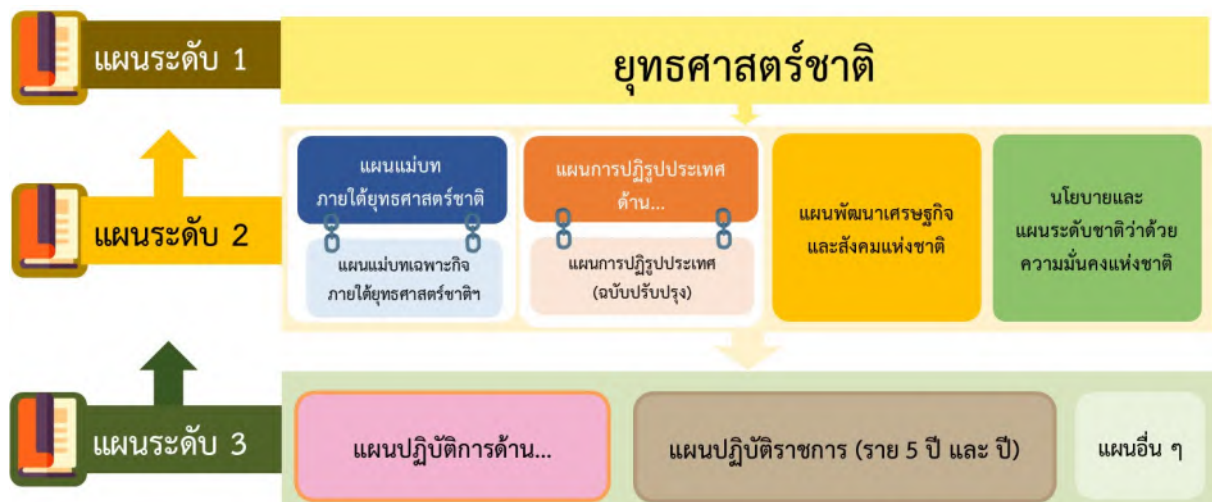 แผนระดับ 1
ยุทธศาสตร์ชาติ
แผนระดับ 2
แผนแม่บท
ภายใต้ยุทธศาสตร์ชาติ
แผนแม่บทเฉพาะกิจ
ภายใต้ยุทธศาสตร์ชาติฯ
แผนการปฏิรูปประเทศ
ด้าน...
แผนการปฏิรูปประเทศ
(ฉบับปรับปรุง)
แผนพัฒนาเศรษฐกิจ
และสังคมแห่งชาติ
นโยบายและ
แผนระดับชาติว่าด้วย
ความมั่นคงแห่งชาติ
แผนระดับ 3
แผนปฏิบัติการด้าน...
แผนปฏิบัติราชการ (ราย 5 ปี และ ปี)
แผนอื่น ๆ